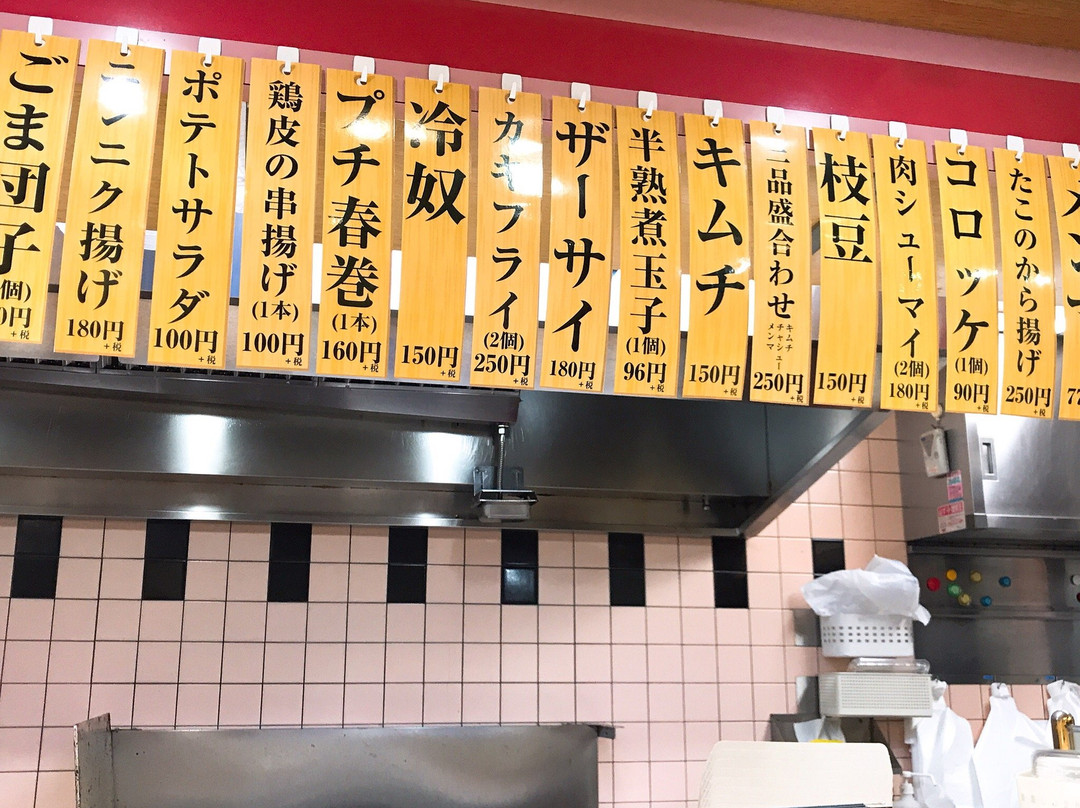 ごま団子
ニンニク揚げ
180円
+税
ポテトサラダ
100円
+税
鶏皮の串揚げ
(1本)
100円
+税
プチ春巻
(1本)
160円
+税
冷奴
150円
+税
カキフライ
(2個)
250円
+税
ザーサイ
180円
+税
半熟煮玉子
(1個)
96円
+税
キムチ
150円
+税
三品盛合わせ
キムチ
チャシュー
メンマ
250円
+税
枝豆
150円
+税
肉シューマイ
(2個)
180円
+税
コロッケ
(1個)
90円
+税
たこのから揚げ
250円
+税